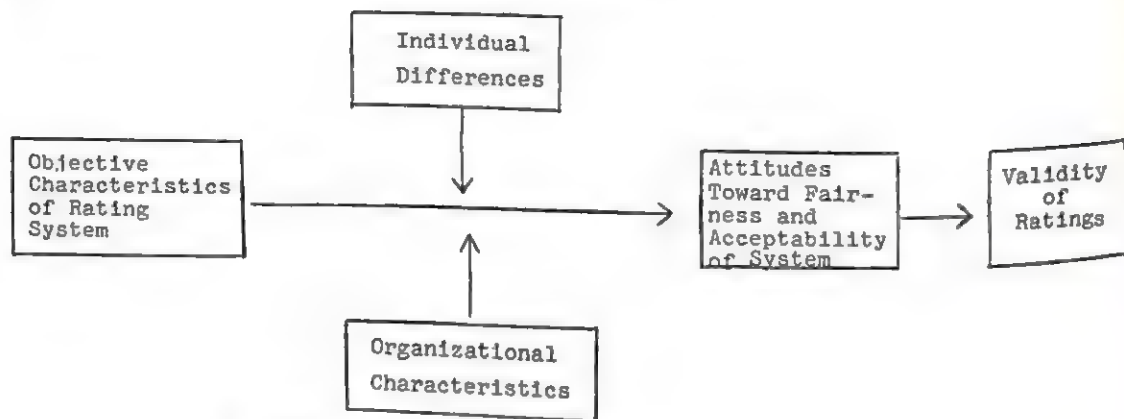 Individual
Differences
Objective
Characteristics
of Rating
System
Attitudes
Toward Fair-
ness and
Acceptability
of System
Validity
of
Ratings
Organizational
Characteristics